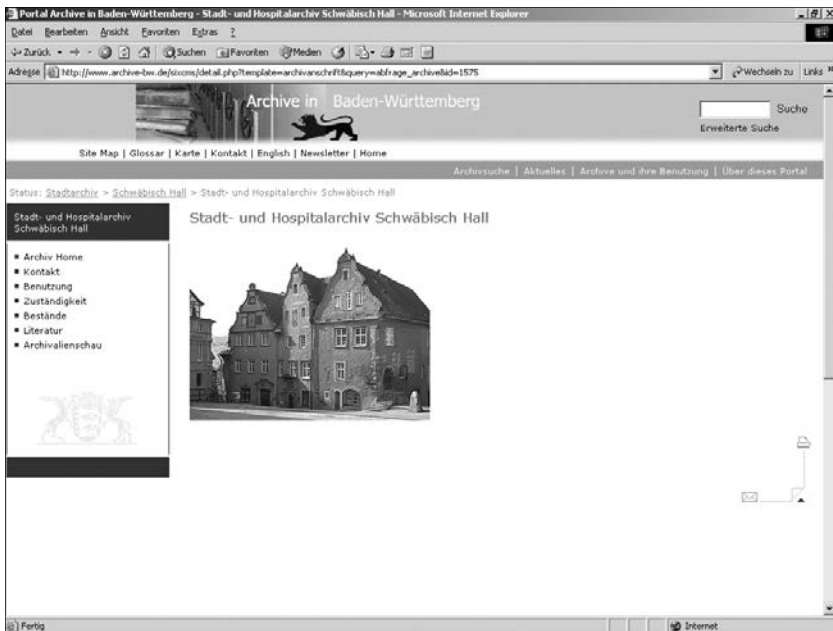 Portal Archive in Baden-Württemberg - Stadt- und Hospitalarchiv Schwäbisch Hall - Microsoft Internet Explorer
Datei Bearbeiten Ansicht Favoriten Extras ?
Zurück Suchen Favoriten Medien
Adresse http://www.archive-bw.de/sixcms/detail.php?template=archivanschrift&query=abfrage_archive&id=1575 Wechseln zu Links »
Archive in Baden-Württemberg
Suche
Erweiterte Suche
Site Map | Glossar | Karte | Kontakt | English | Newsletter | Home
Archivsuche | Aktuelles | Archive und ihre Benutzung | Über dieses Portal
Status: Stadtarchiv > Schwäbisch Hall > Stadt- und Hospitalarchiv Schwäbisch Hall
Stadt- und Hospitalarchiv
Schwäbisch Hall
Stadt- und Hospitalarchiv Schwäbisch Hall
Archiv Home
Kontakt
Benutzung
Zuständigkeit
Bestände
Literatur
Archivalienschau
Fertig Internet